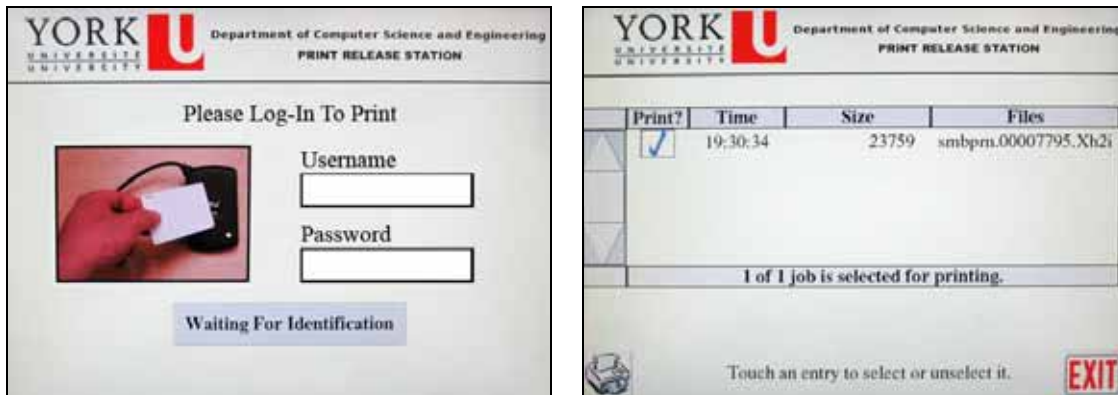 YORK U
UNIVERSITÉ
UNIVERSITY
Department of Computer Science and Engineering
PRINT RELEASE STATION
Please Log-In To Print
Username
Password
Waiting For Identification
YORK U
UNIVERSITÉ
UNIVERSITY
Department of Computer Science and Engineering
PRINT RELEASE STATION
Print? Time Size Files
19:30:34 23759 smbprn.00007795.Xh2i
1 of 1 job is selected for printing.
Touch an entry to select or unselect it.
EXIT